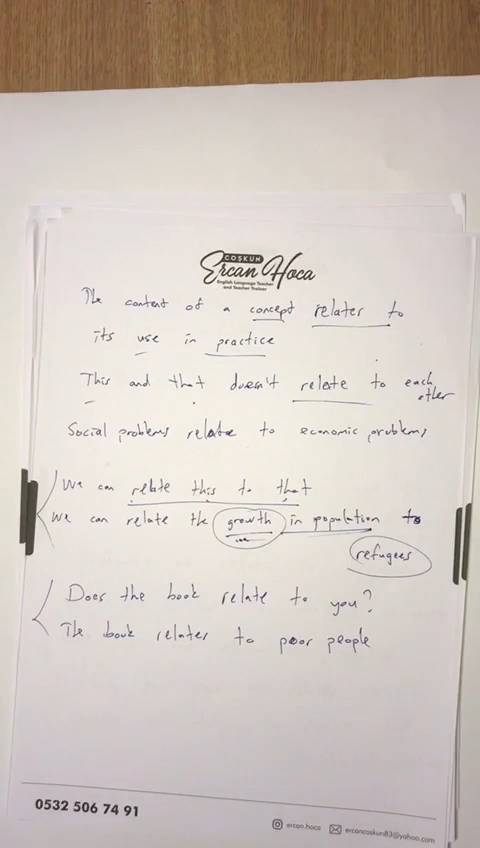 COŞKUN
Ercan Hoca
English Language Teacher
and Teacher Trainer
The content of a concept relates to
its use in practice
This and that doesn't relate to each
other
Social problems relate to economic problems
We can relate this to that
We can relate the growth in population to
refugees
Does the book relate to you?
The book relates to poor people
0532 506 74 91
ercan.hoca ercancoskun83@yahoo.com